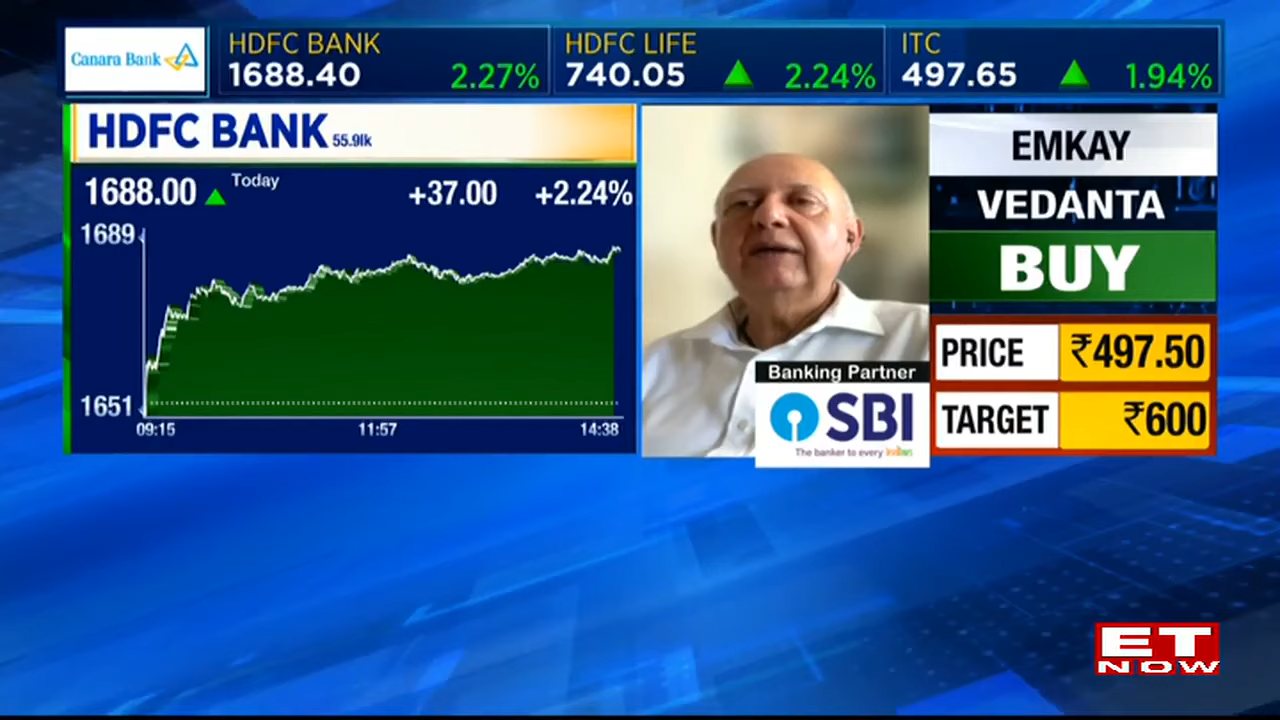 Canara Bank
HDFC BANK
1688.40 2.27%
HDFC LIFE
740.05 ▲ 2.24%
ITC
497.65 ▲ 1.94%
HDFC BANK 55.9lk
1688.00 ▲ Today +37.00 +2.24%
1689
1651
09:15 11:57 14:38
Banking Partner
SBI
The banker to every Indian
EMKAY
VEDANTA
BUY
PRICE ₹497.50
TARGET ₹600
ET
NOW